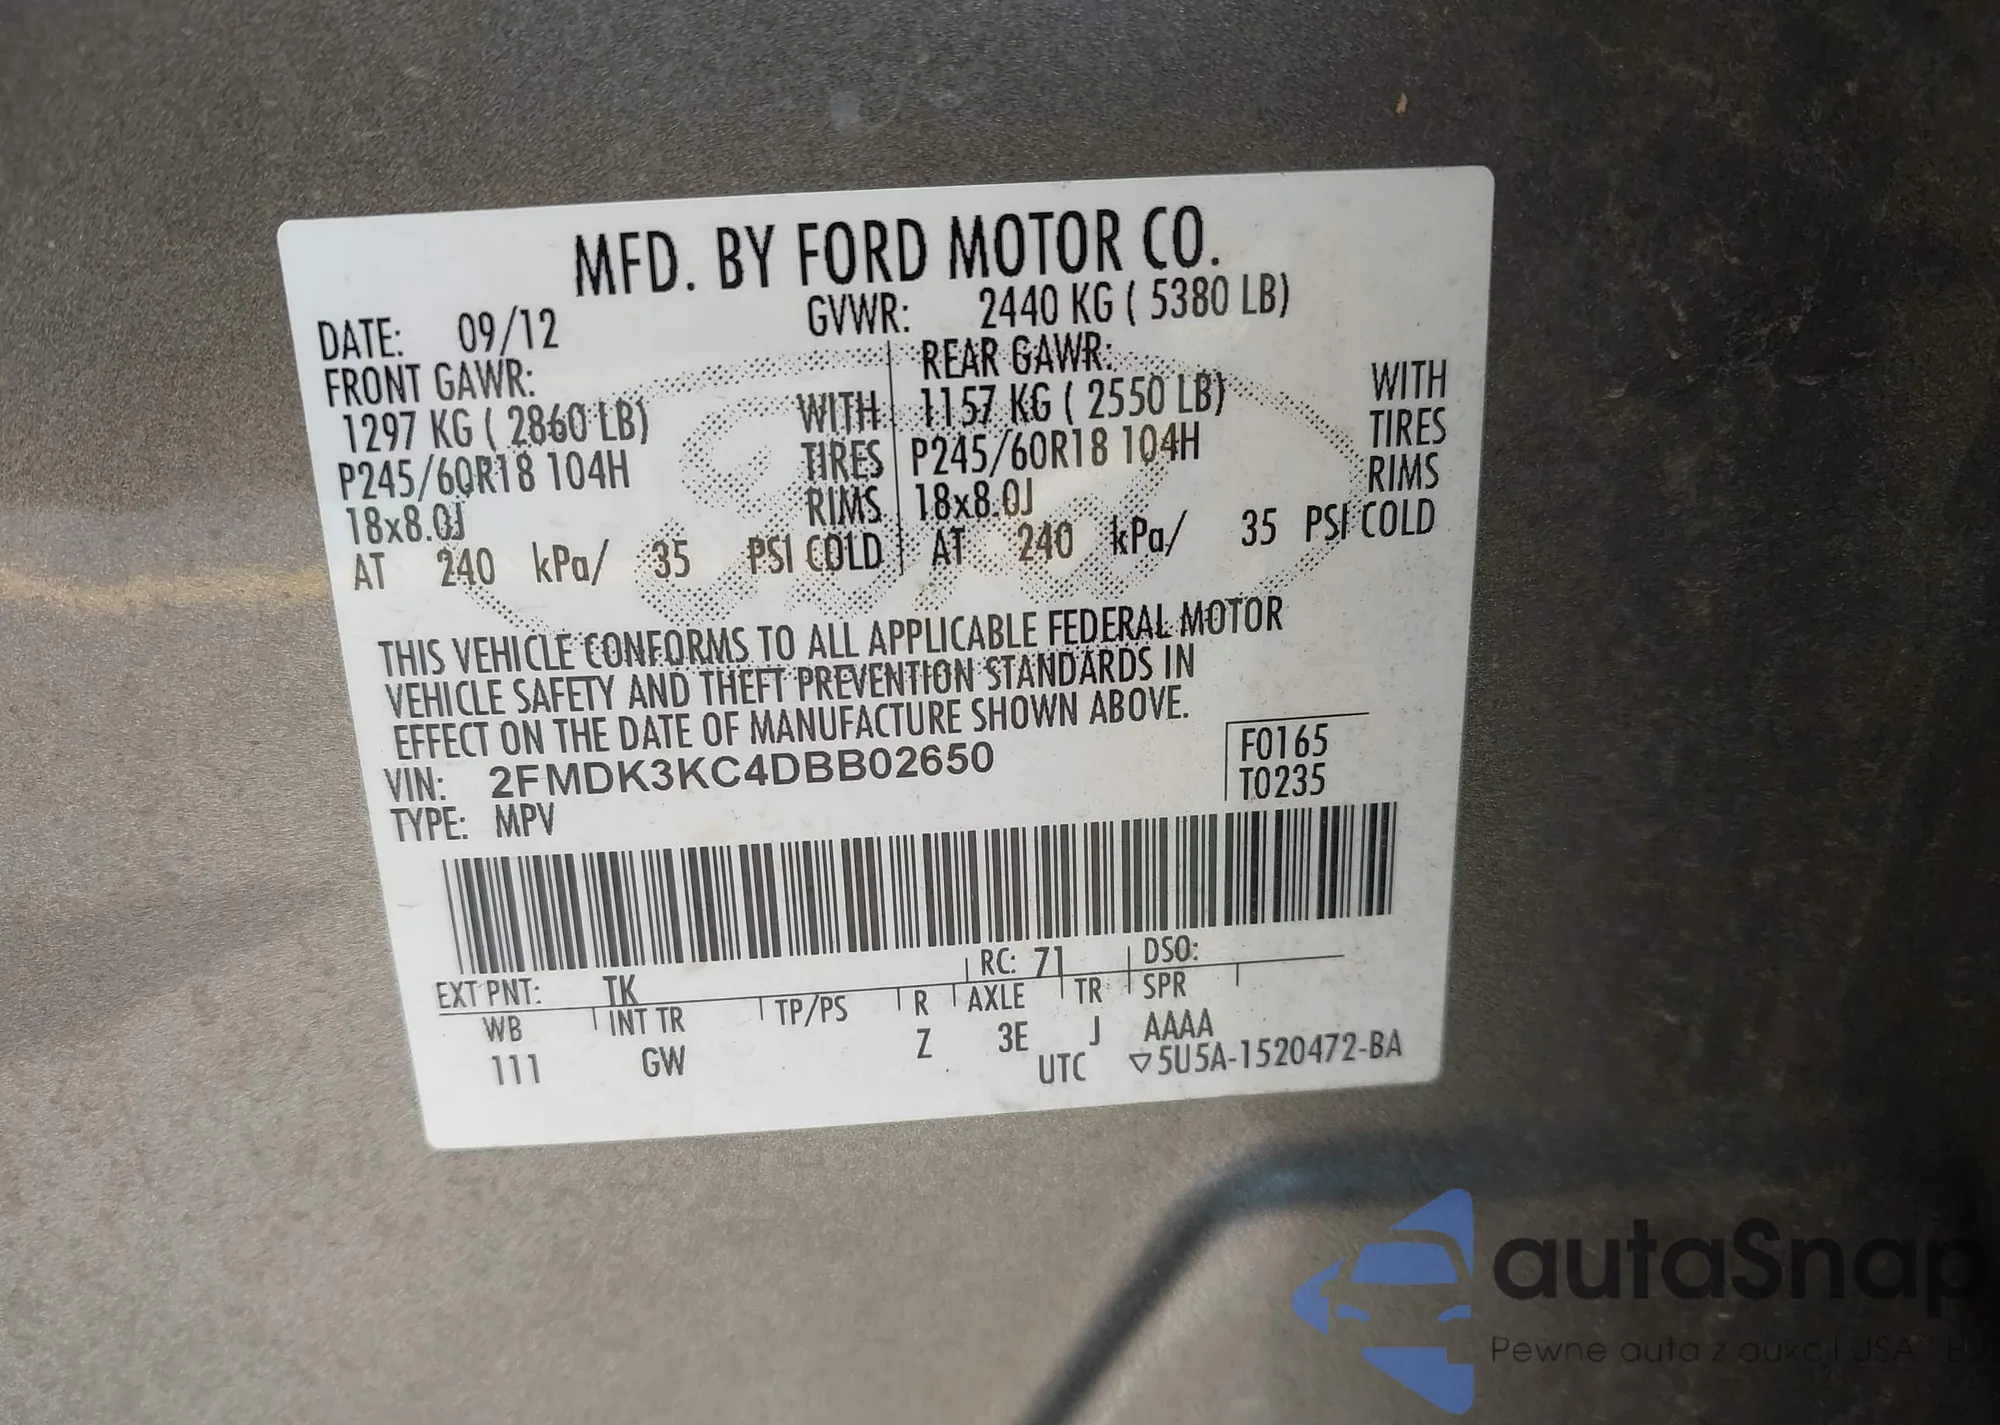 MFD. BY FORD MOTOR CO.
DATE: 09/12 GVWR: 2440 KG ( 5380 LB)
FRONT GAWR: REAR GAWR:
1297 KG ( 2860 LB) WITH 1157 KG ( 2550 LB) WITH
P245/60R18 104H TIRES P245/60R18 104H TIRES
18x8.0J RIMS 18x8.0J RIMS
AT 240 kPa/ 35 PSI COLD AT 240 kPa/ 35 PSI COLD
THIS VEHICLE CONFORMS TO ALL APPLICABLE FEDERAL MOTOR
VEHICLE SAFETY AND THEFT PREVENTION STANDARDS IN
EFFECT ON THE DATE OF MANUFACTURE SHOWN ABOVE.
VIN: 2FMDK3KC4DBB02650 F0165
TYPE: MPV T0235
EXT PNT: TK RC: 71 DSO:
WB INT TR TP/PS R AXLE TR SPR
111 GW Z 3E J AAAA
UTC ▽5U5A-1520472-BA
autaSnap
Pewne auta z aukcji USA EU